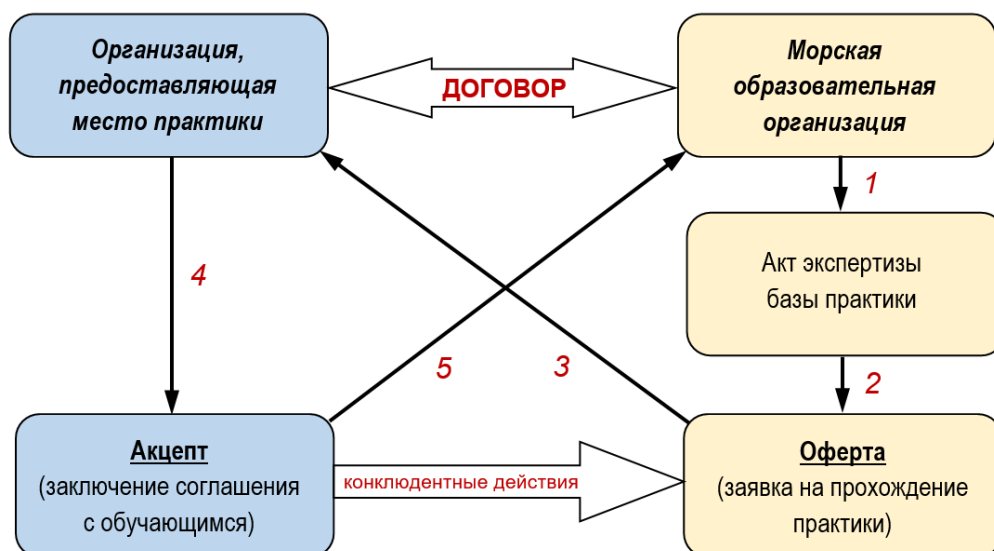 Организация,
предоставляющая
место практики
ДОГОВОР
Морская
образовательная
организация
1
Акт экспертизы
базы практики
4
5
3
2
Акцепт
(заключение соглашения
с обучающимся)
конклюдентные действия
Оферта
(заявка на прохождение
практики)